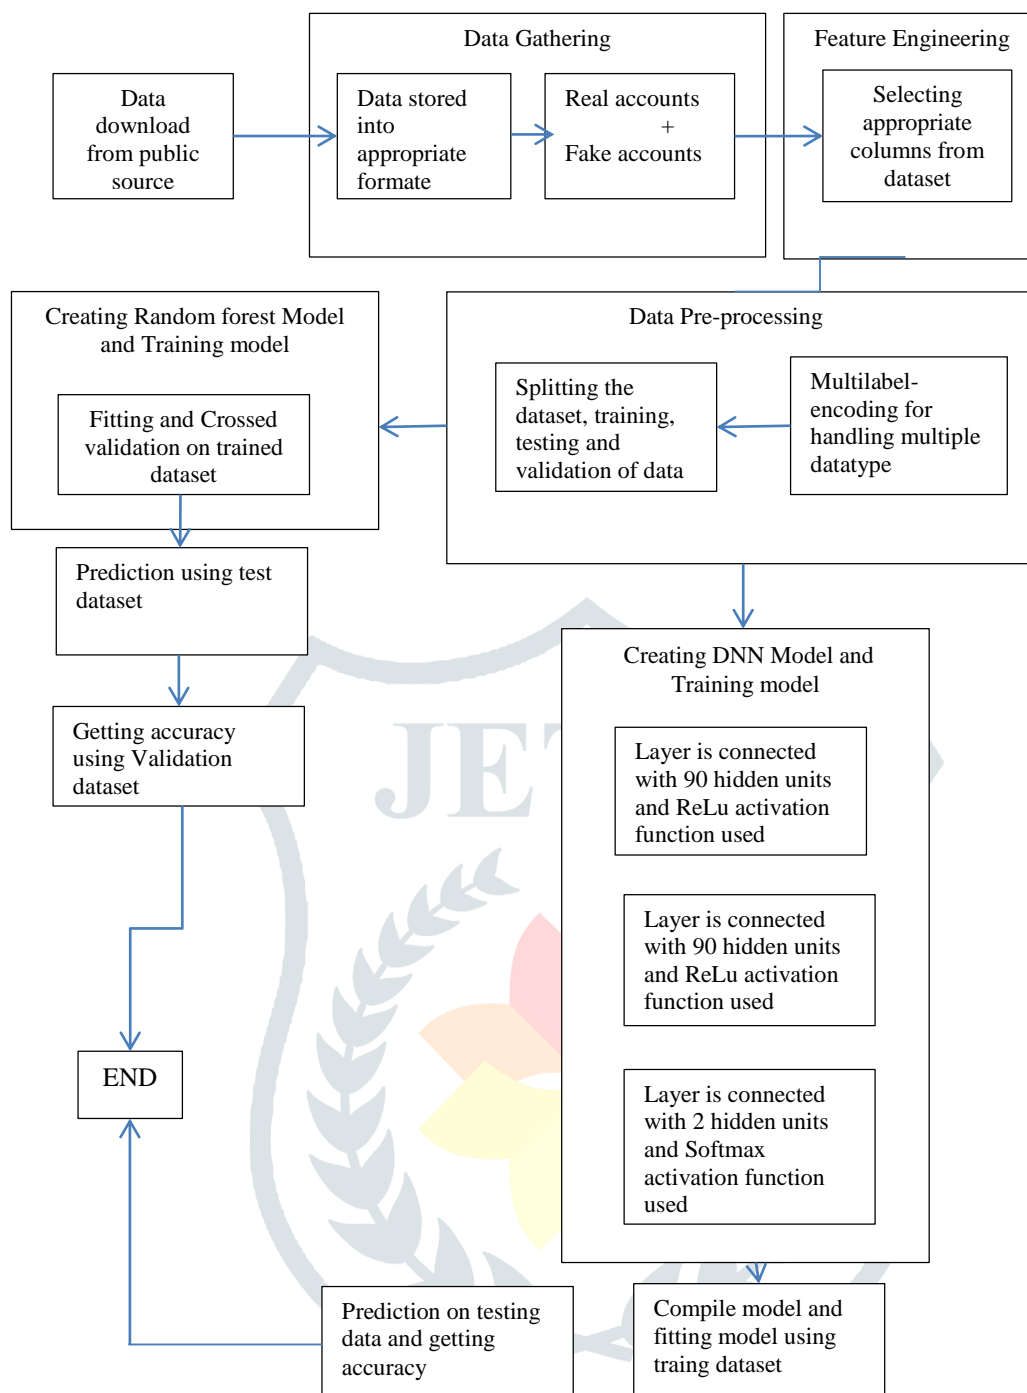 Data Gathering
Feature Engineering
Data
download
from public
source
Data stored
into
appropriate
formate
Real accounts
+
Fake accounts
Selecting
appropriate
columns from
dataset
Creating Random forest Model
and Training model
Fitting and Crossed
validation on trained
dataset
Data Pre-processing
Splitting the
dataset, training,
testing and
validation of data
Multilabel-
encoding for
handling multiple
datatype
Prediction using test
dataset
Getting accuracy
using Validation
dataset
Creating DNN Model and
Training model
Layer is connected
with 90 hidden units
and ReLu activation
function used
Layer is connected
with 90 hidden units
and ReLu activation
function used
Layer is connected
with 2 hidden units
and Softmax
activation function
used
END
Prediction on testing
data and getting
accuracy
Compile model and
fitting model using
traing dataset